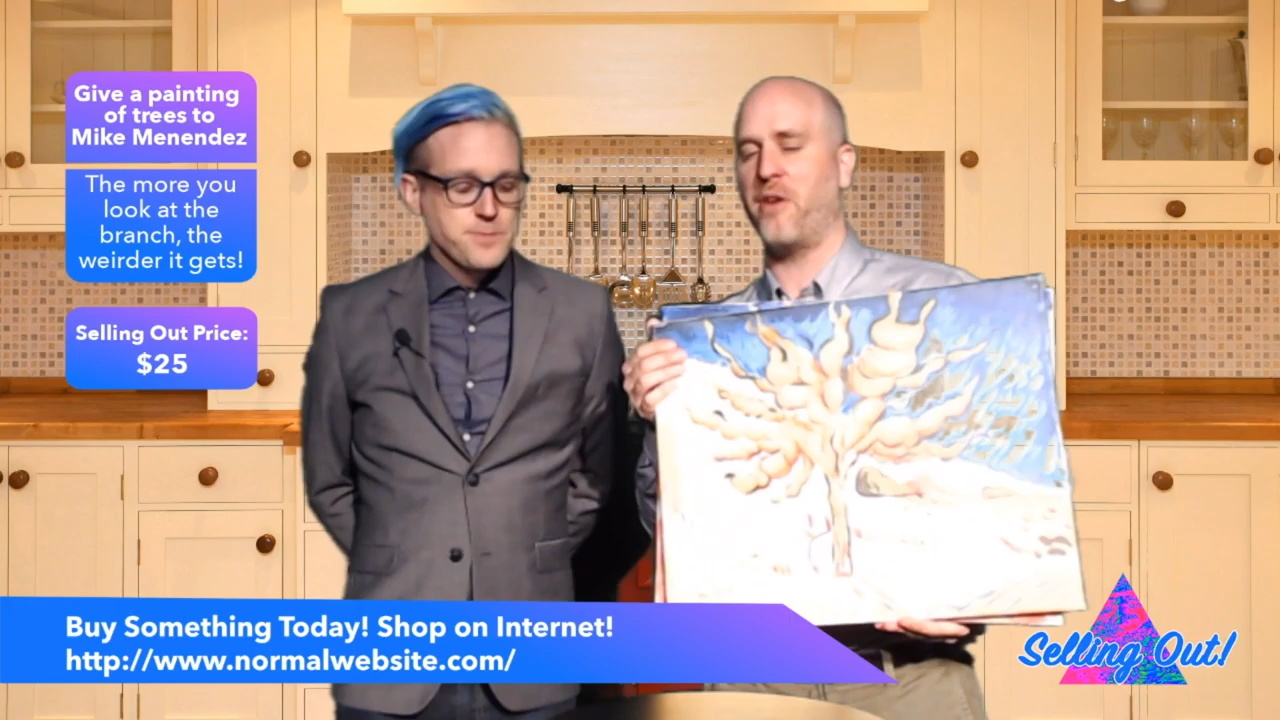 Give a painting
of trees to
Mike Menendez
The more you
look at the
branch, the
weirder it gets!
Selling Out Price:
$25
Buy Something Today! Shop on Internet!
http://www.normalwebsite.com/
Selling Out!